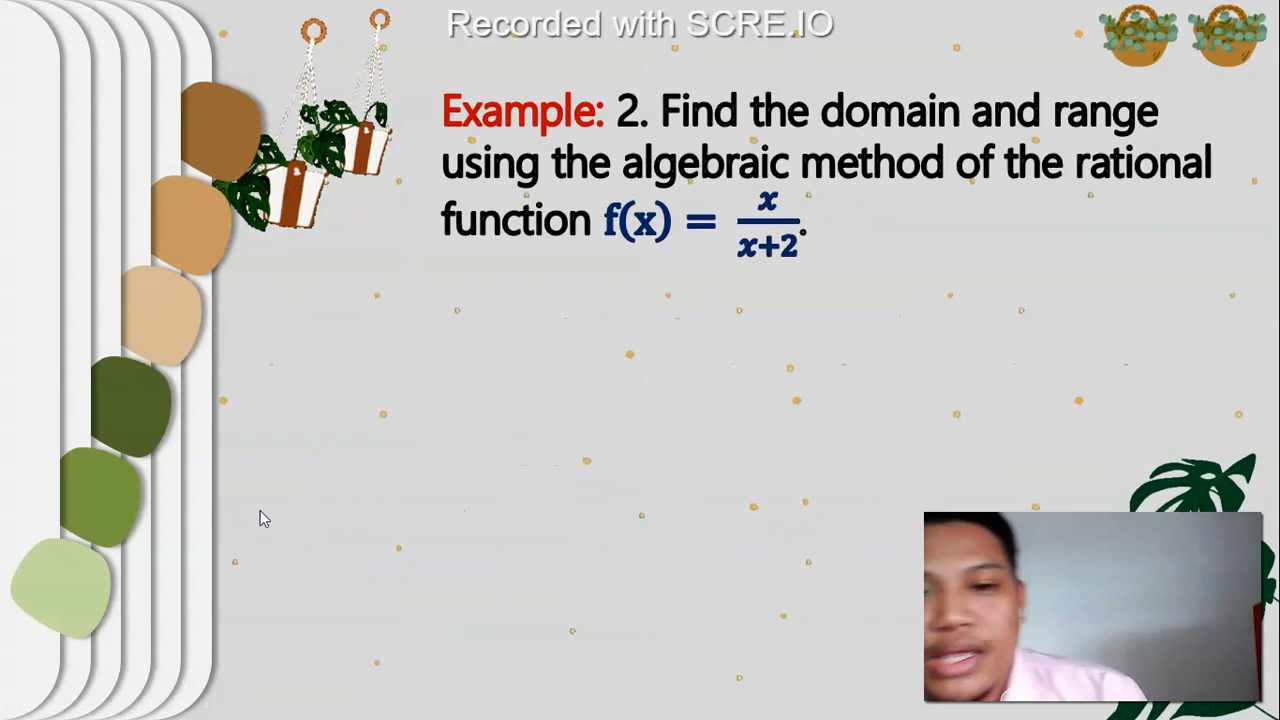 Recorded with SCRE.IO
Example: 2. Find the domain and range
using the algebraic method of the rational
function f(x) = x/x+2.